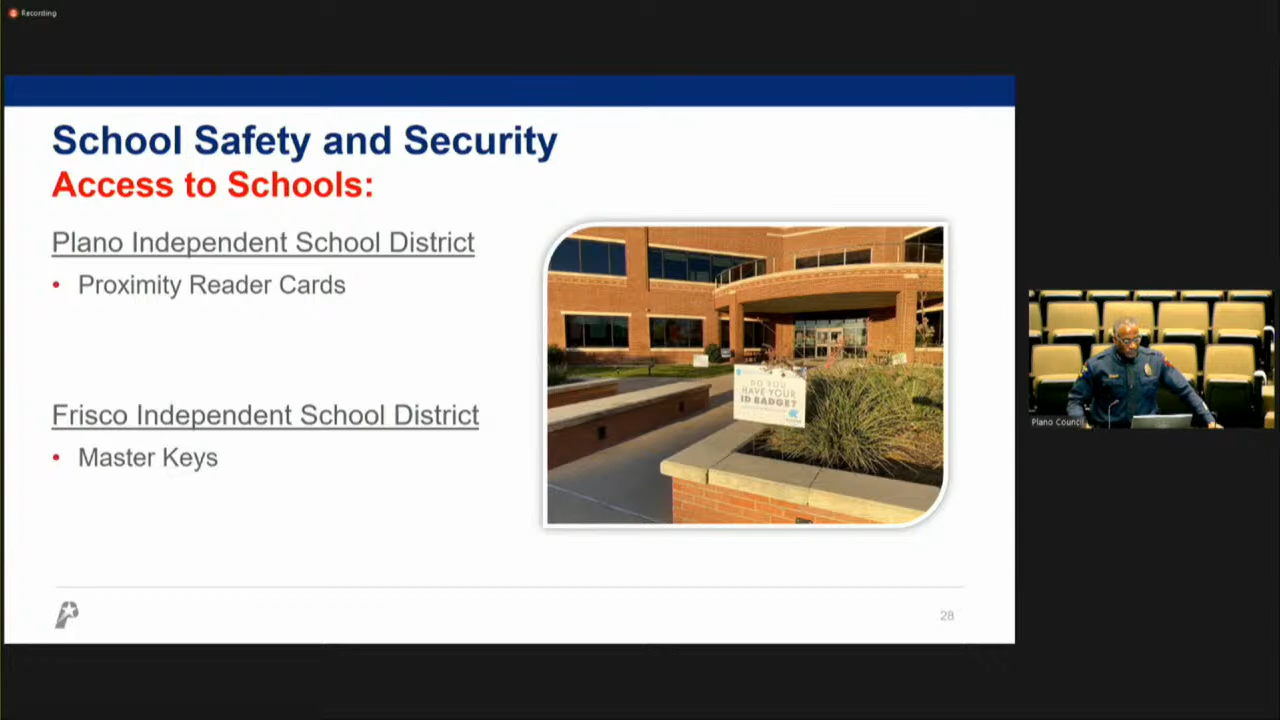 Recording
School Safety and Security
Access to Schools:
Plano Independent School District
• Proximity Reader Cards
Frisco Independent School District
• Master Keys
DO YOU
HAVE YOUR
ID BADGE?
Plano Council
28